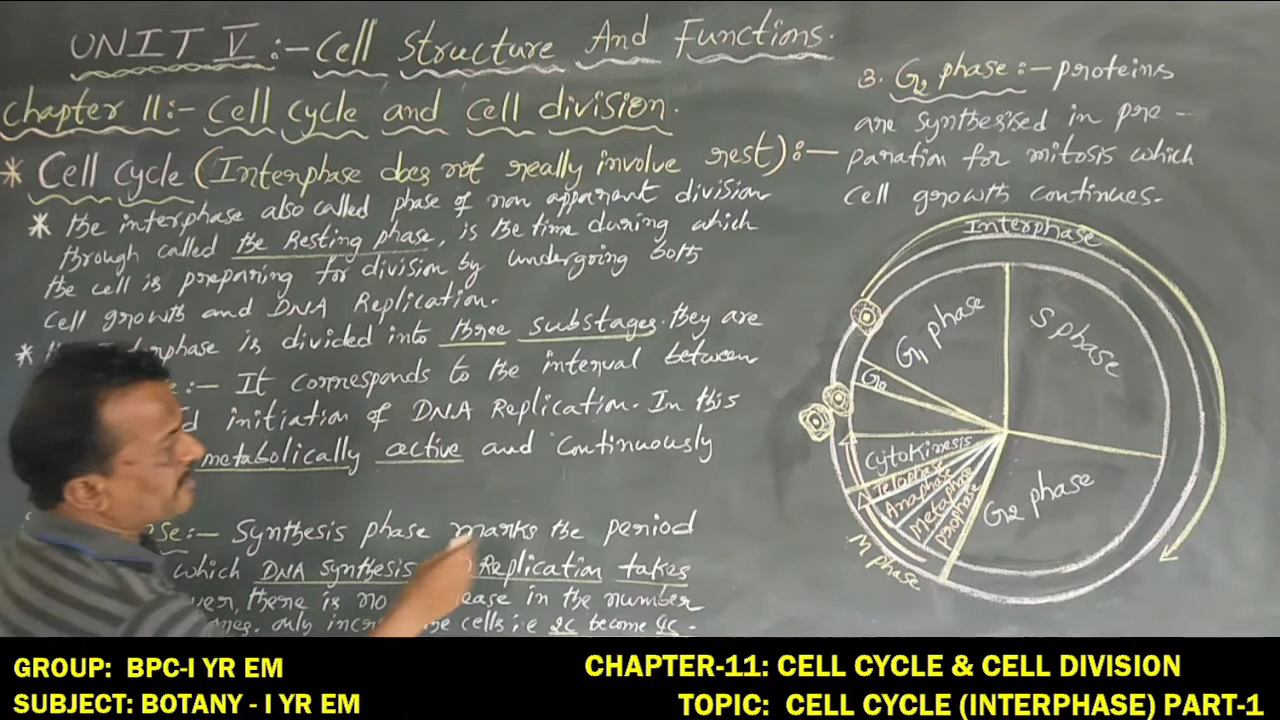 UNIT V :- Cell Structure And Functions.
Chapter 11:- Cell cycle and cell division.
* Cell cycle (Interphase does not really involve rest) :-
* The interphase also called phase of non apparant division
through called the Resting phase, is the time during which
the cell is preparing for division by undergoing both
cell growth and DNA Replication.
* Interphase is divided into three substages. They are
:- It corresponds to the interval between
initiation of DNA Replication. In this
metabolically active and continuously
:- Synthesis phase marks the period
which DNA synthesis Replication takes
there is no in the number
only the cells i.e 2C become 4C.
3. G2 phase :- proteins
are synthesised in pre-
paration for mitosis which
cell growth continues.
Interphase
G1 phase
S phase
G0
Cytokinesis
Telophase
Anaphase
Metaphase
prophase
G2 phase
M phase
GROUP: BPC-I YR EM
SUBJECT: BOTANY - I YR EM
CHAPTER-11: CELL CYCLE & CELL DIVISION
TOPIC: CELL CYCLE (INTERPHASE) PART-1